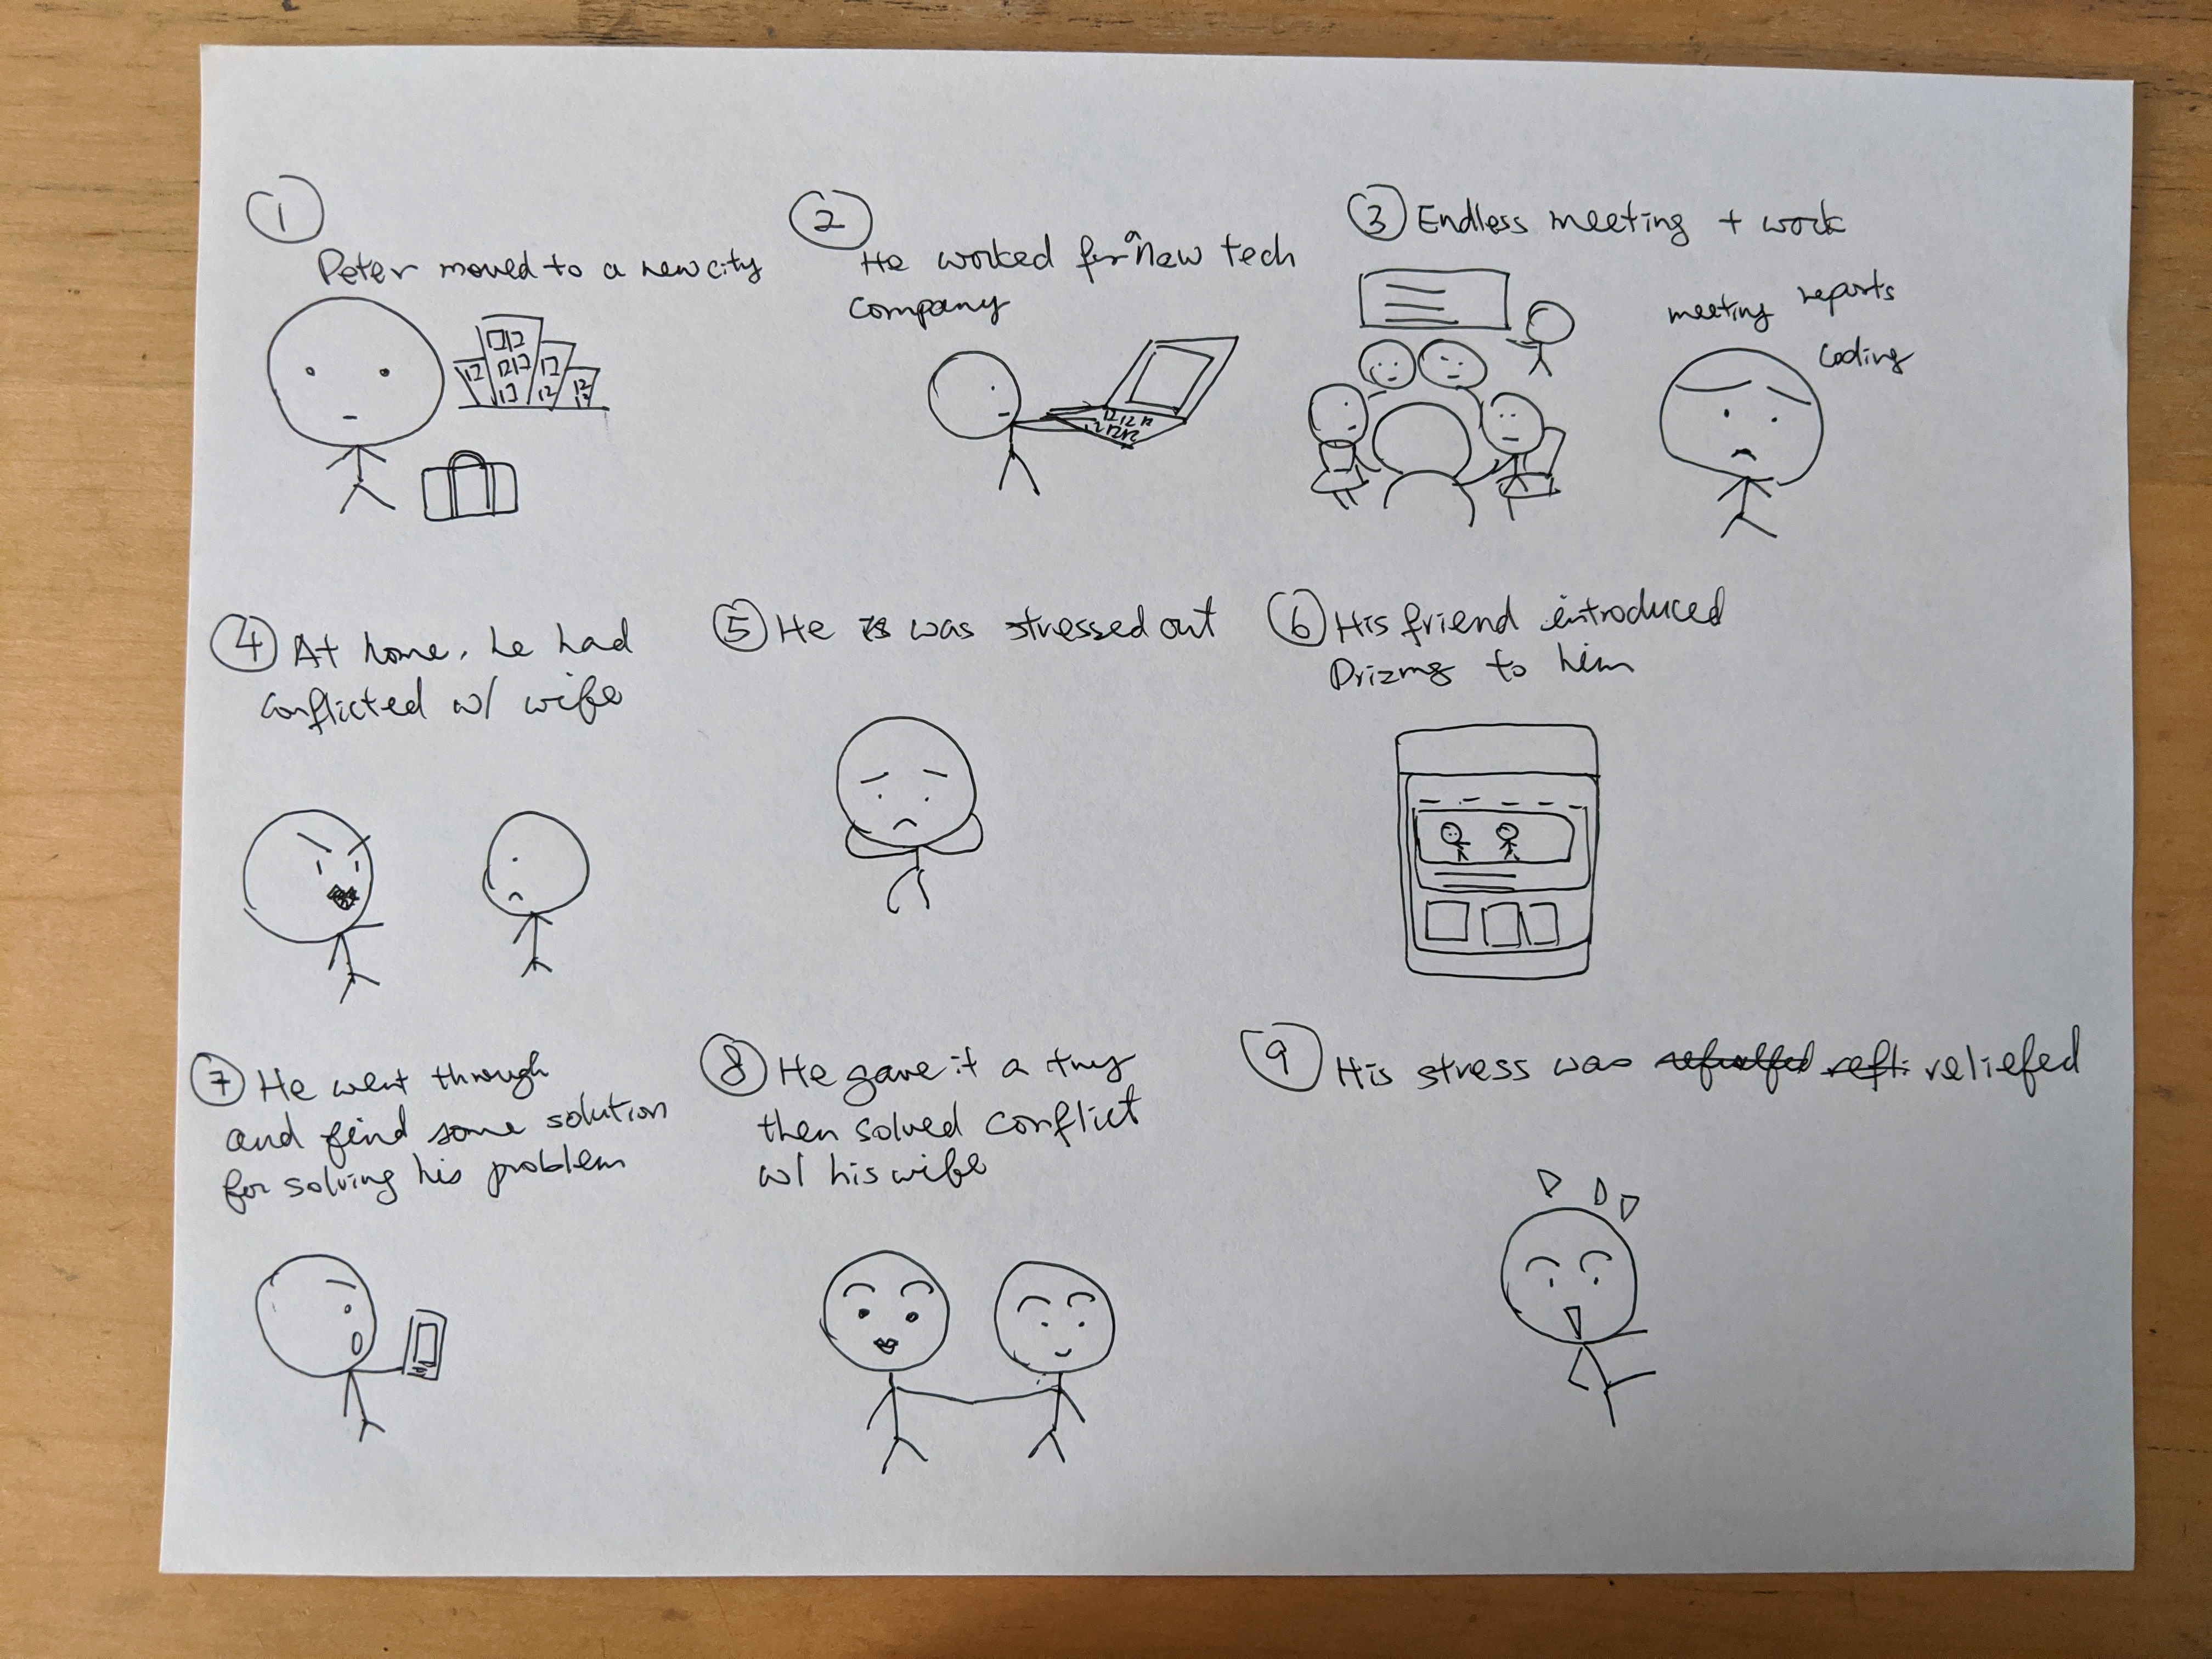 1
Peter moved to a new city
2
He worked for a new tech
company
3 Endless meeting + work
meeting reports
coding
4 At home, he had
conflicted w/ wife
5 He is was stressed out
6 His friend introduced
Prizmg to him
7 He went through
and find some solution
for solving his problem
8 He gave it a try
then solved conflict
w/ his wife
9 His stress was reliefed